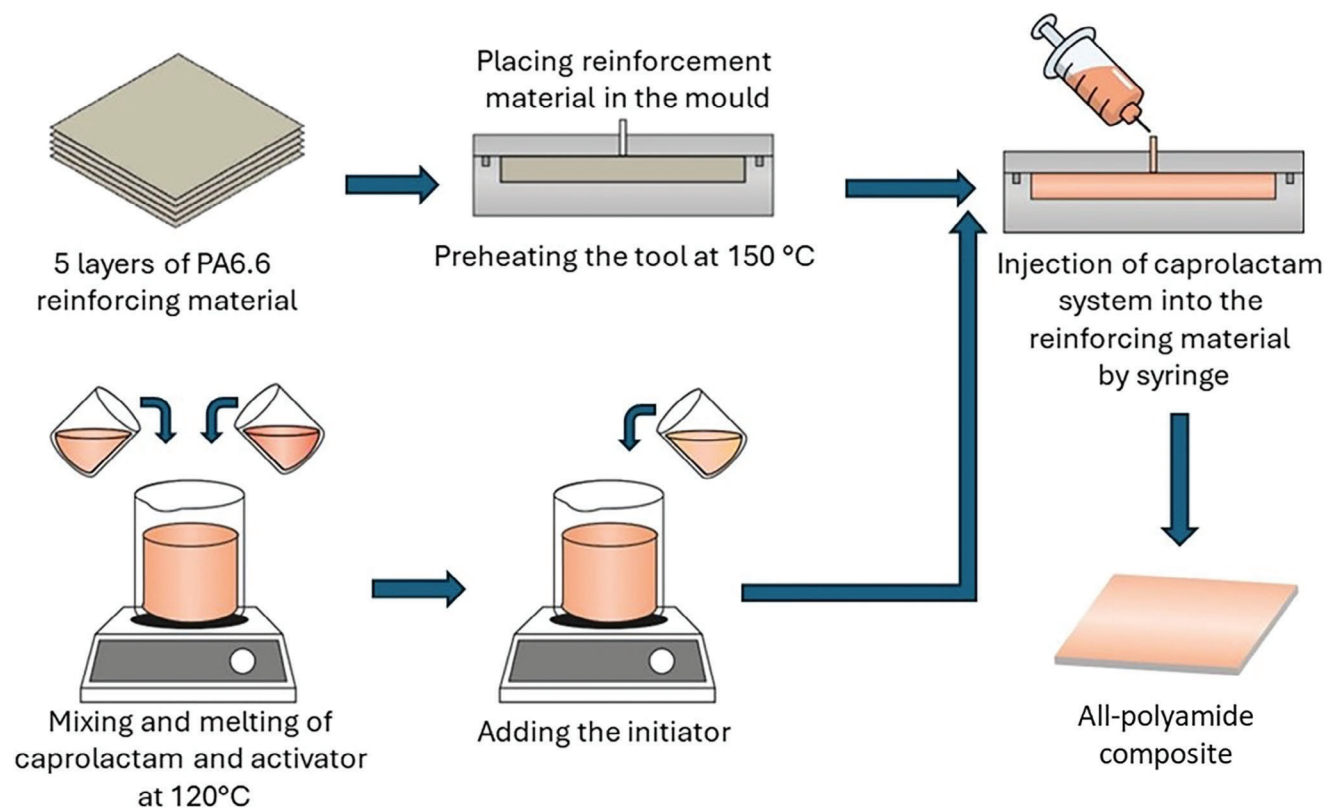 Placing reinforcement
material in the mould
5 layers of PA6.6
reinforcing material
Preheating the tool at 150 °C
Injection of caprolactam
system into the
reinforcing material
by syringe
Mixing and melting of
caprolactam and activator
at 120°C
Adding the initiator
All-polyamide
composite